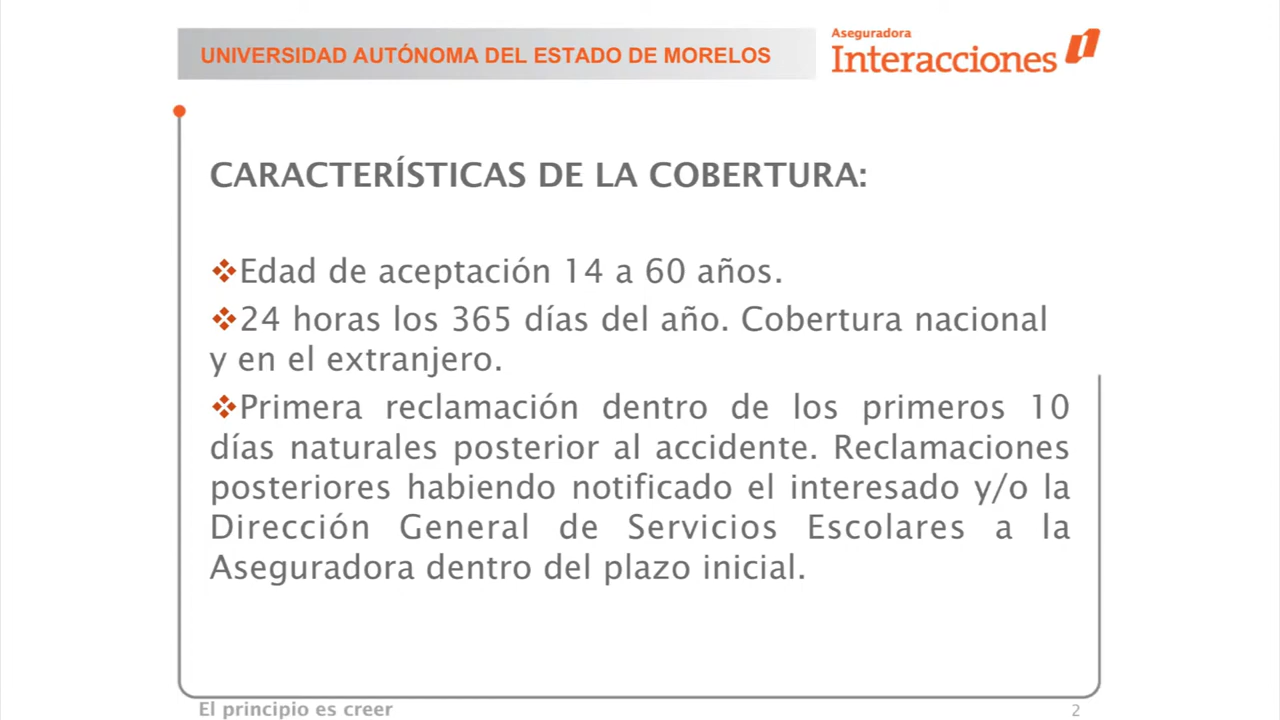 UNIVERSIDAD AUTÓNOMA DEL ESTADO DE MORELOS
Aseguradora
Interacciones
CARACTERÍSTICAS DE LA COBERTURA:
❖Edad de aceptación 14 a 60 años.
❖24 horas los 365 días del año. Cobertura nacional
y en el extranjero.
❖Primera reclamación dentro de los primeros 10
días naturales posterior al accidente. Reclamaciones
posteriores habiendo notificado el interesado y/o la
Dirección General de Servicios Escolares a la
Aseguradora dentro del plazo inicial.
El principio es creer
2